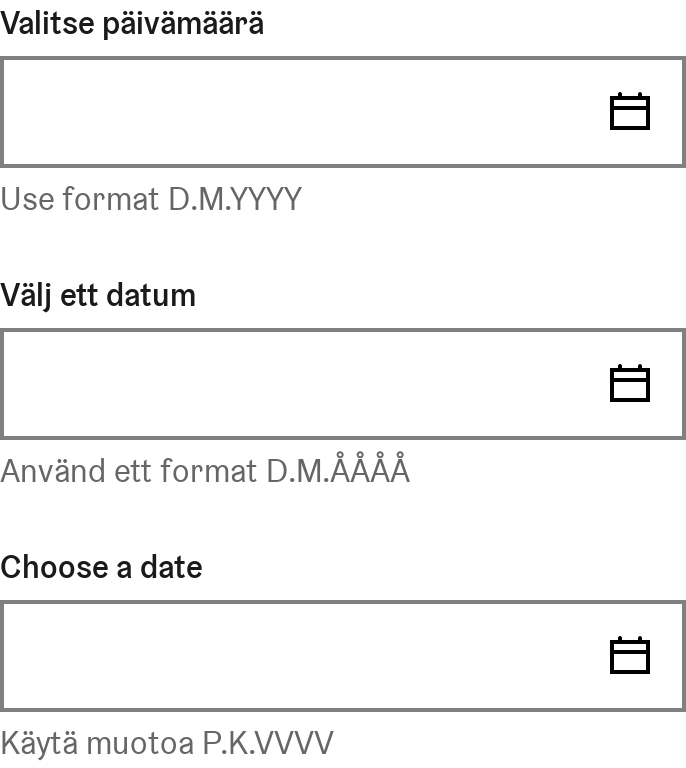 Valitse päivämäärä
Use format D.M.YYYY
Välj ett datum
Använd ett format D.M.ÅÅÅÅ
Choose a date
Käytä muotoa P.K.VVVV